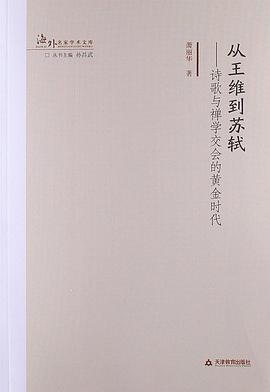 海外名家学术文库
□ 丛书主编 孙昌武
从王维到苏轼
——诗歌与禅学交会的黄金时代
萧丽华 著
天津教育出版社